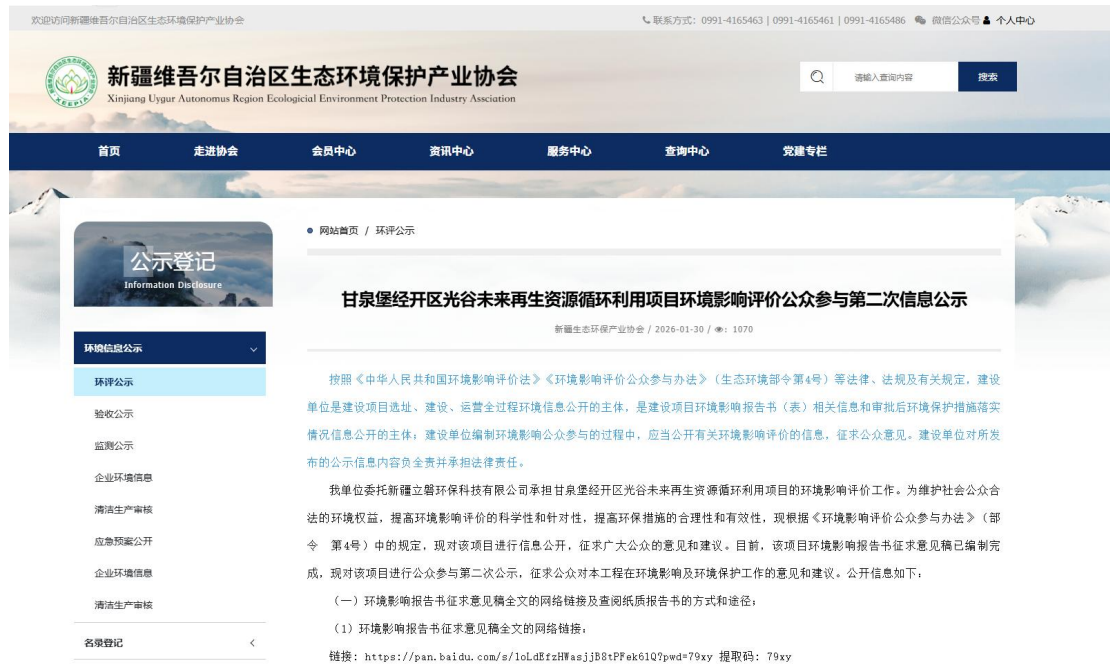 欢迎访问新疆维吾尔自治区生态环境保护产业协会
联系方式：0991-4165463 | 0991-4165461 | 0991-4165486 微信公众号 个人中心
新疆维吾尔自治区生态环境保护产业协会
Xinjiang Uygur Autonomus Region Ecologicial Environment Protection Industry Assciation
请输入查询内容
搜索
首页 走进协会 会员中心 资讯中心 服务中心 查询中心 党建专栏
公示登记
Information Disclosure
环境信息公示
环评公示
验收公示
监测公示
企业环境信息
清洁生产审核
应急预案公开
企业环境信息
清洁生产审核
名录登记
网站首页 / 环评公示
甘泉堡经开区光谷未来再生资源循环利用项目环境影响评价公众参与第二次信息公示
新疆生态环保产业协会 / 2026-01-30 / : 1070
按照《中华人民共和国环境影响评价法》《环境影响评价公众参与办法》（生态环境部令第4号）等法律、法规及有关规定，建设
单位是建设项目选址、建设、运营全过程环境信息公开的主体，是建设项目环境影响报告书（表）相关信息和审批后环境保护措施落实
情况信息公开的主体；建设单位编制环境影响公众参与的过程中，应当公开有关环境影响评价的信息，征求公众意见。建设单位对所发
布的公示信息内容负全责并承担法律责任。
我单位委托新疆立磐环保科技有限公司承担甘泉堡经开区光谷未来再生资源循环利用项目的环境影响评价工作。为维护社会公众合
法的环境权益，提高环境影响评价的科学性和针对性，提高环保措施的合理性和有效性，现根据《环境影响评价公众参与办法》（部
令 第4号）中的规定，现对该项目进行信息公开，征求广大公众的意见和建议。目前，该项目环境影响报告书征求意见稿已编制完
成，现对该项目进行公众参与第二次公示，征求公众对本工程在环境影响及环境保护工作的意见和建议。公开信息如下：
（一）环境影响报告书征求意见稿全文的网络链接及查阅纸质报告书的方式和途径；
（1）环境影响报告书征求意见稿全文的网络链接：
链接：https://pan.baidu.com/s/1oLdEfzHWasjjB8tPFek61Q?pwd=79xy 提取码：79xy